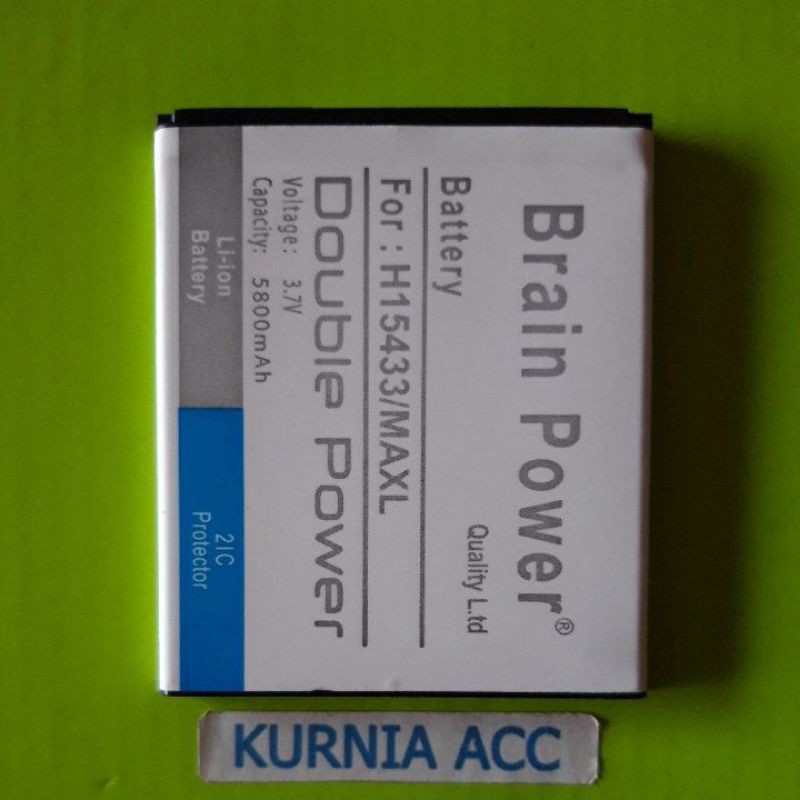 Brain Power®
Battery
Quality L.td
For : H15433/MAXL
Double Power
Voltage: 3.7V
Capacity: 5800mAh
Li-ion
Battery
2IC
Protector
KURNIA ACC